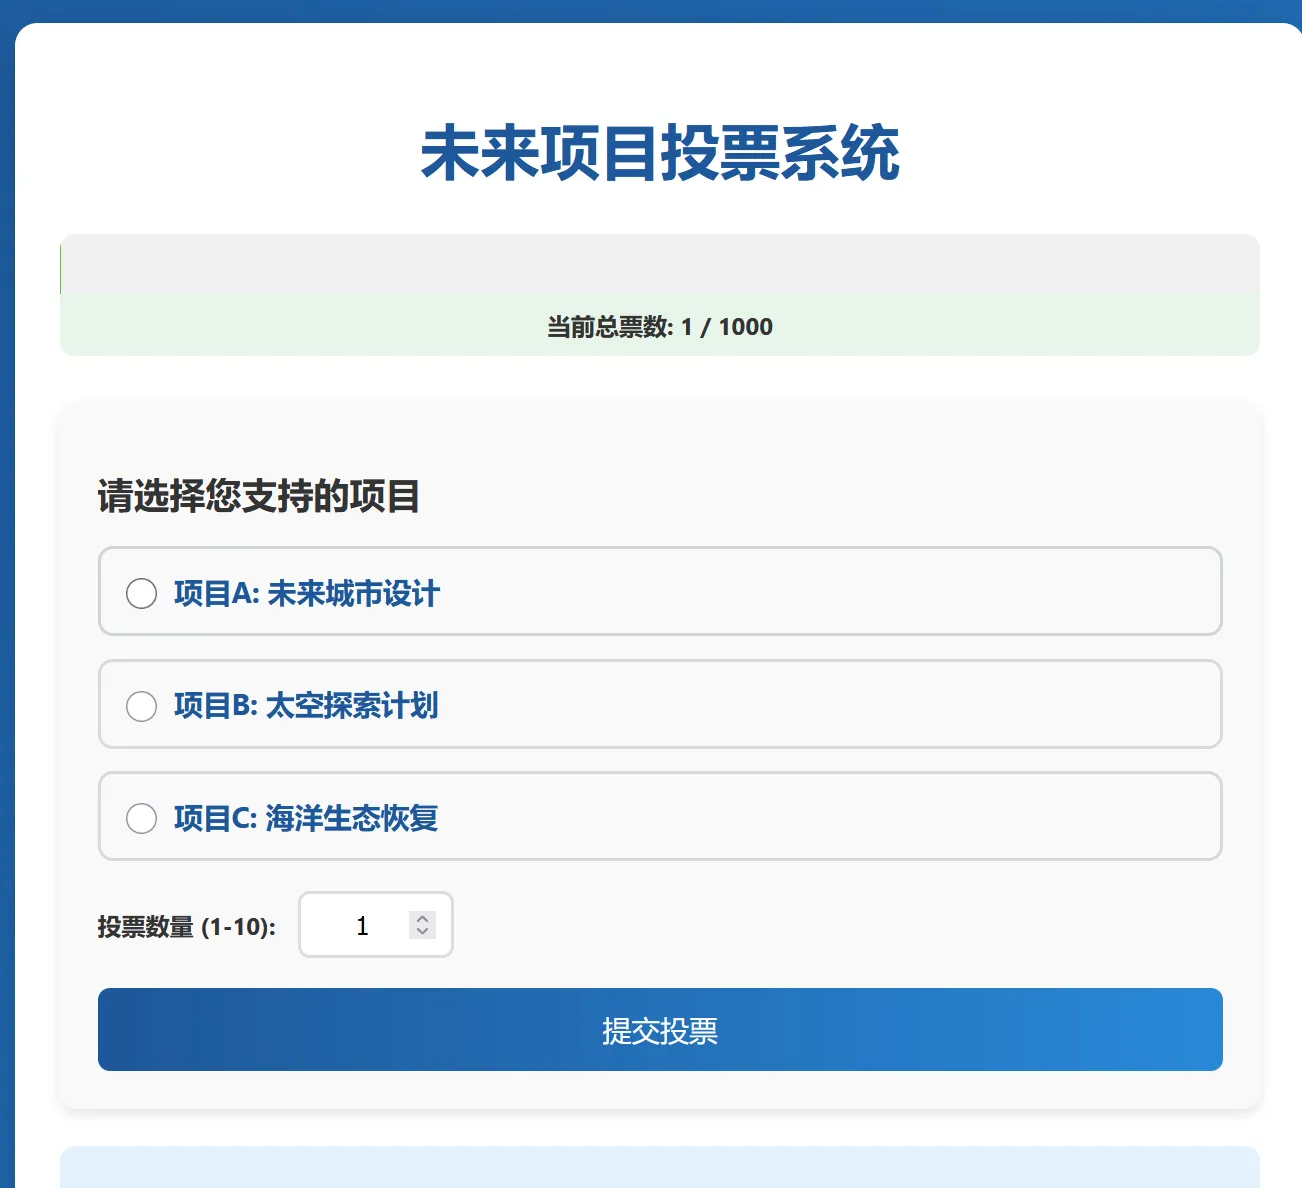 未来项目投票系统
当前总票数: 1 / 1000
请选择您支持的项目
项目A: 未来城市设计
项目B: 太空探索计划
项目C: 海洋生态恢复
投票数量 (1-10): 1
提交投票